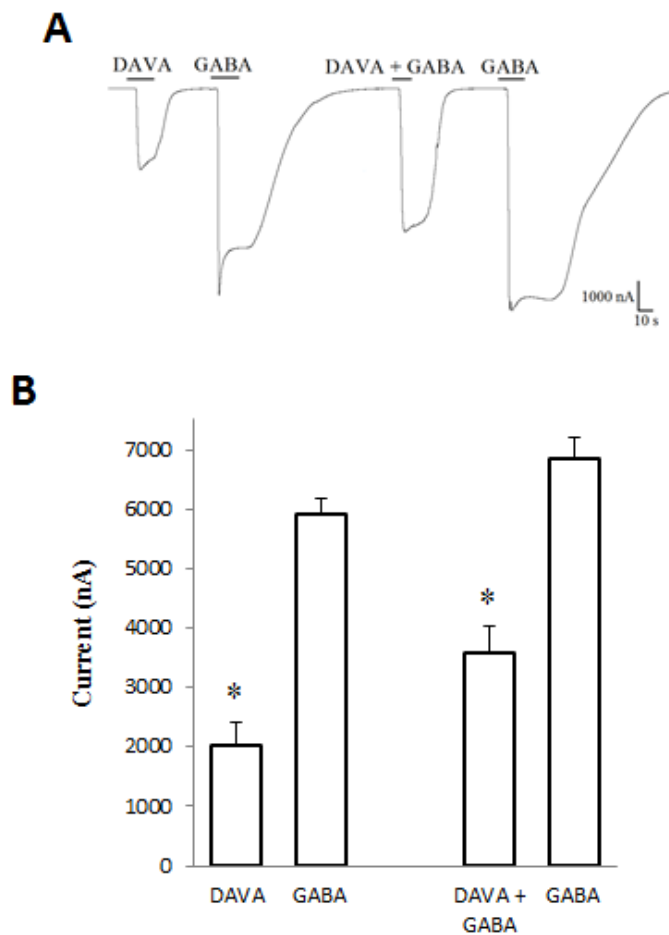 A
DAVA GABA DAVA + GABA GABA
1000 nA
10 s
B
Current (nA)
7000
6000
5000
4000
3000
2000
1000
0
*
*
DAVA GABA DAVA + GABA
GABA